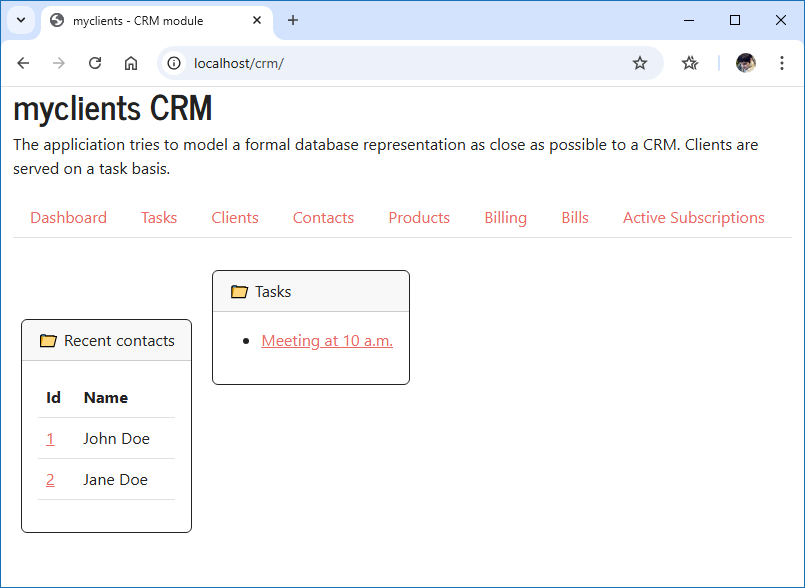 myclients - CRM module
localhost/crm/
myclients CRM
The appliciation tries to model a formal database representation as close as possible to a CRM. Clients are
served on a task basis.
Dashboard Tasks Clients Contacts Products Billing Bills Active Subscriptions
Tasks
Meeting at 10 a.m.
Recent contacts
Id Name
1 John Doe
2 Jane Doe